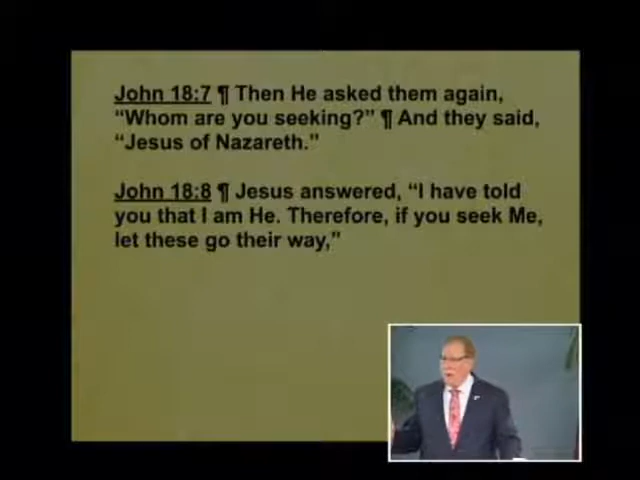 John 18:7 ¶ Then He asked them again,
“Whom are you seeking?” ¶ And they said,
“Jesus of Nazareth.”
John 18:8 ¶ Jesus answered, “I have told
you that I am He. Therefore, if you seek Me,
let these go their way,”